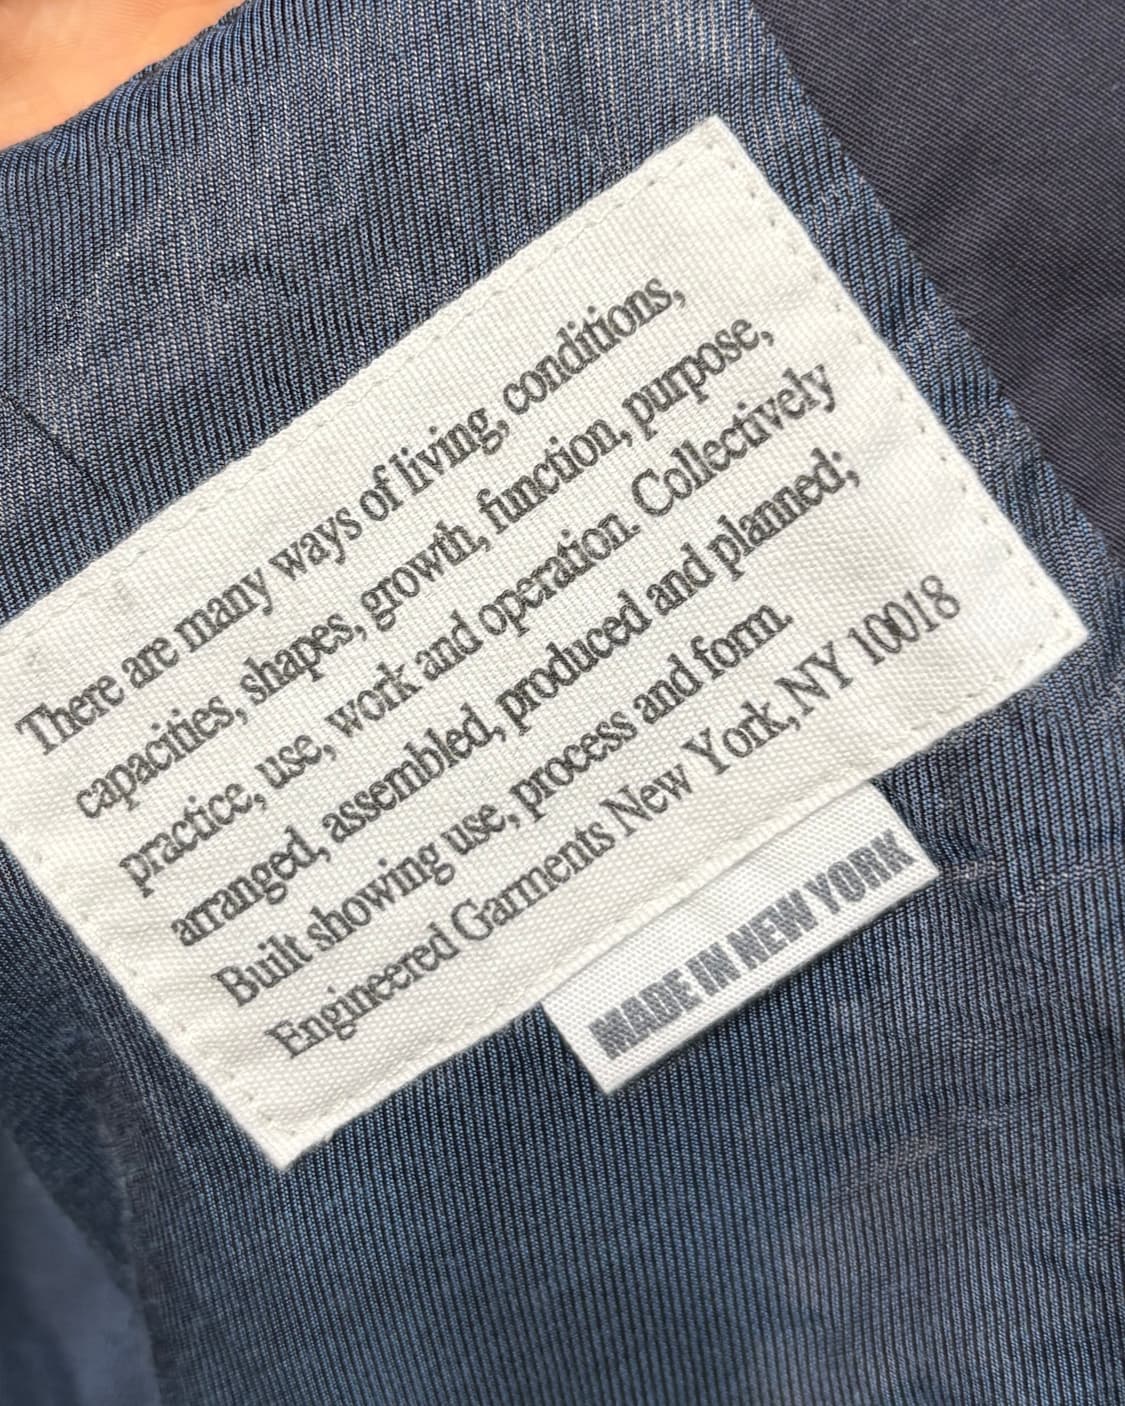 There are many ways of living, conditions,
capacities, shapes, growth, function, purpose,
practice, use, work and operation. Collectively
arranged, assembled, produced and planned;
Built showing use, process and form.
Engineered Garments New York, NY 10018
MADE IN NEW YORK